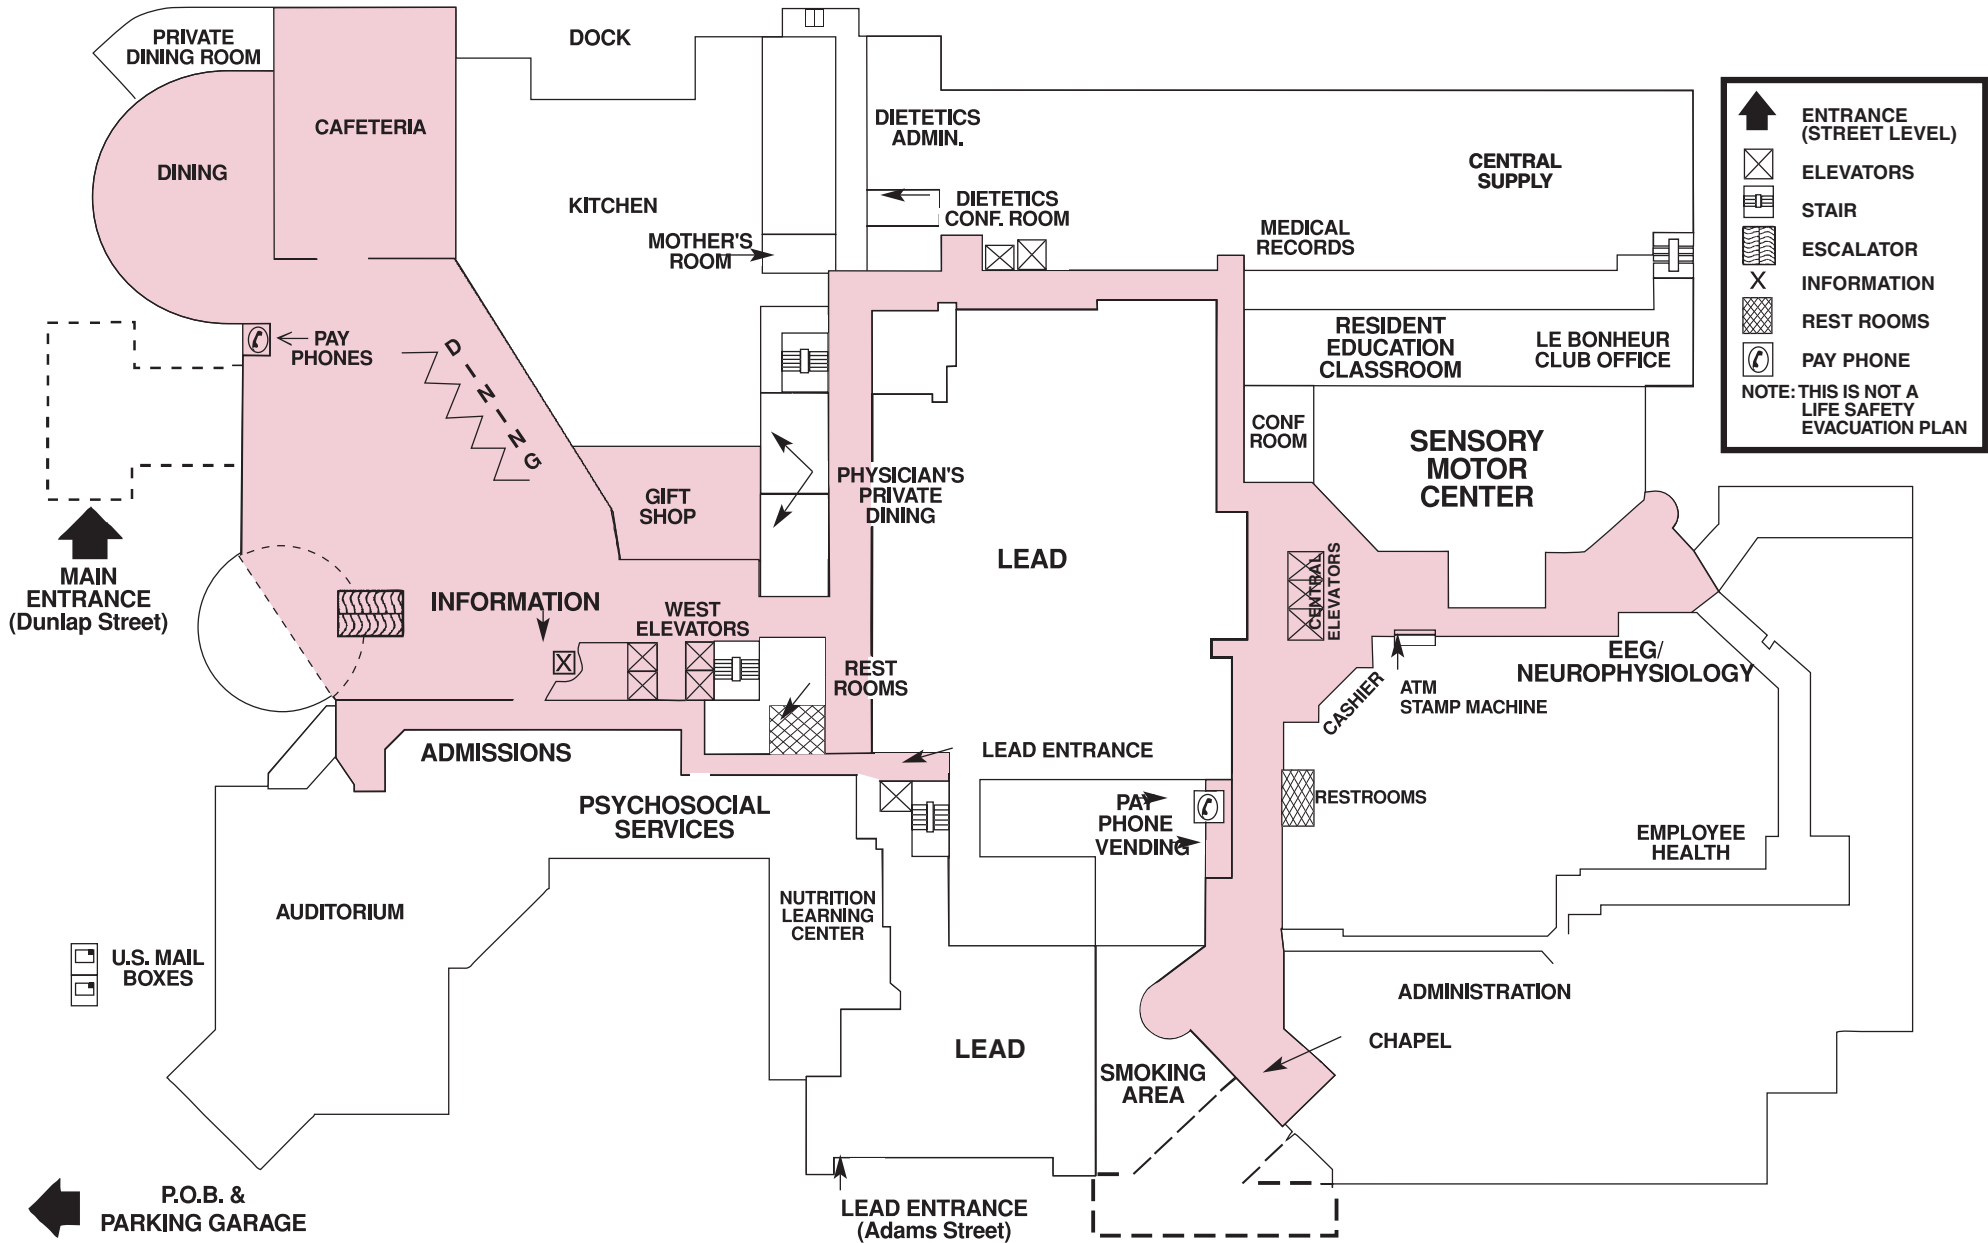 PRIVATE
DINING ROOM
DOCK
CAFETERIA
DINING
DIETETICS
ADMIN.
CENTRAL
SUPPLY
KITCHEN
DIETETICS
CONF. ROOM
MOTHER'S
ROOM
MEDICAL
RECORDS
PAY
PHONES
DINING
RESIDENT
EDUCATION
CLASSROOM
LE BONHEUR
CLUB OFFICE
CONF
ROOM
SENSORY
MOTOR
CENTER
GIFT
SHOP
PHYSICIAN'S
PRIVATE
DINING
LEAD
MAIN
ENTRANCE
(Dunlap Street)
INFORMATION
X
WEST
ELEVATORS
REST
ROOMS
CENTRAL
ELEVATORS
EEG/
NEUROPHYSIOLOGY
CASHIER
ATM
STAMP MACHINE
ADMISSIONS
LEAD ENTRANCE
PSYCHOSOCIAL
SERVICES
PAY
PHONE
VENDING
RESTROOMS
EMPLOYEE
HEALTH
AUDITORIUM
NUTRITION
LEARNING
CENTER
U.S. MAIL
BOXES
ADMINISTRATION
CHAPEL
LEAD
SMOKING
AREA
P.O.B. &
PARKING GARAGE
LEAD ENTRANCE
(Adams Street)
ENTRANCE
(STREET LEVEL)
ELEVATORS
STAIR
ESCALATOR
X INFORMATION
REST ROOMS
PAY PHONE
NOTE: THIS IS NOT A
LIFE SAFETY
EVACUATION PLAN